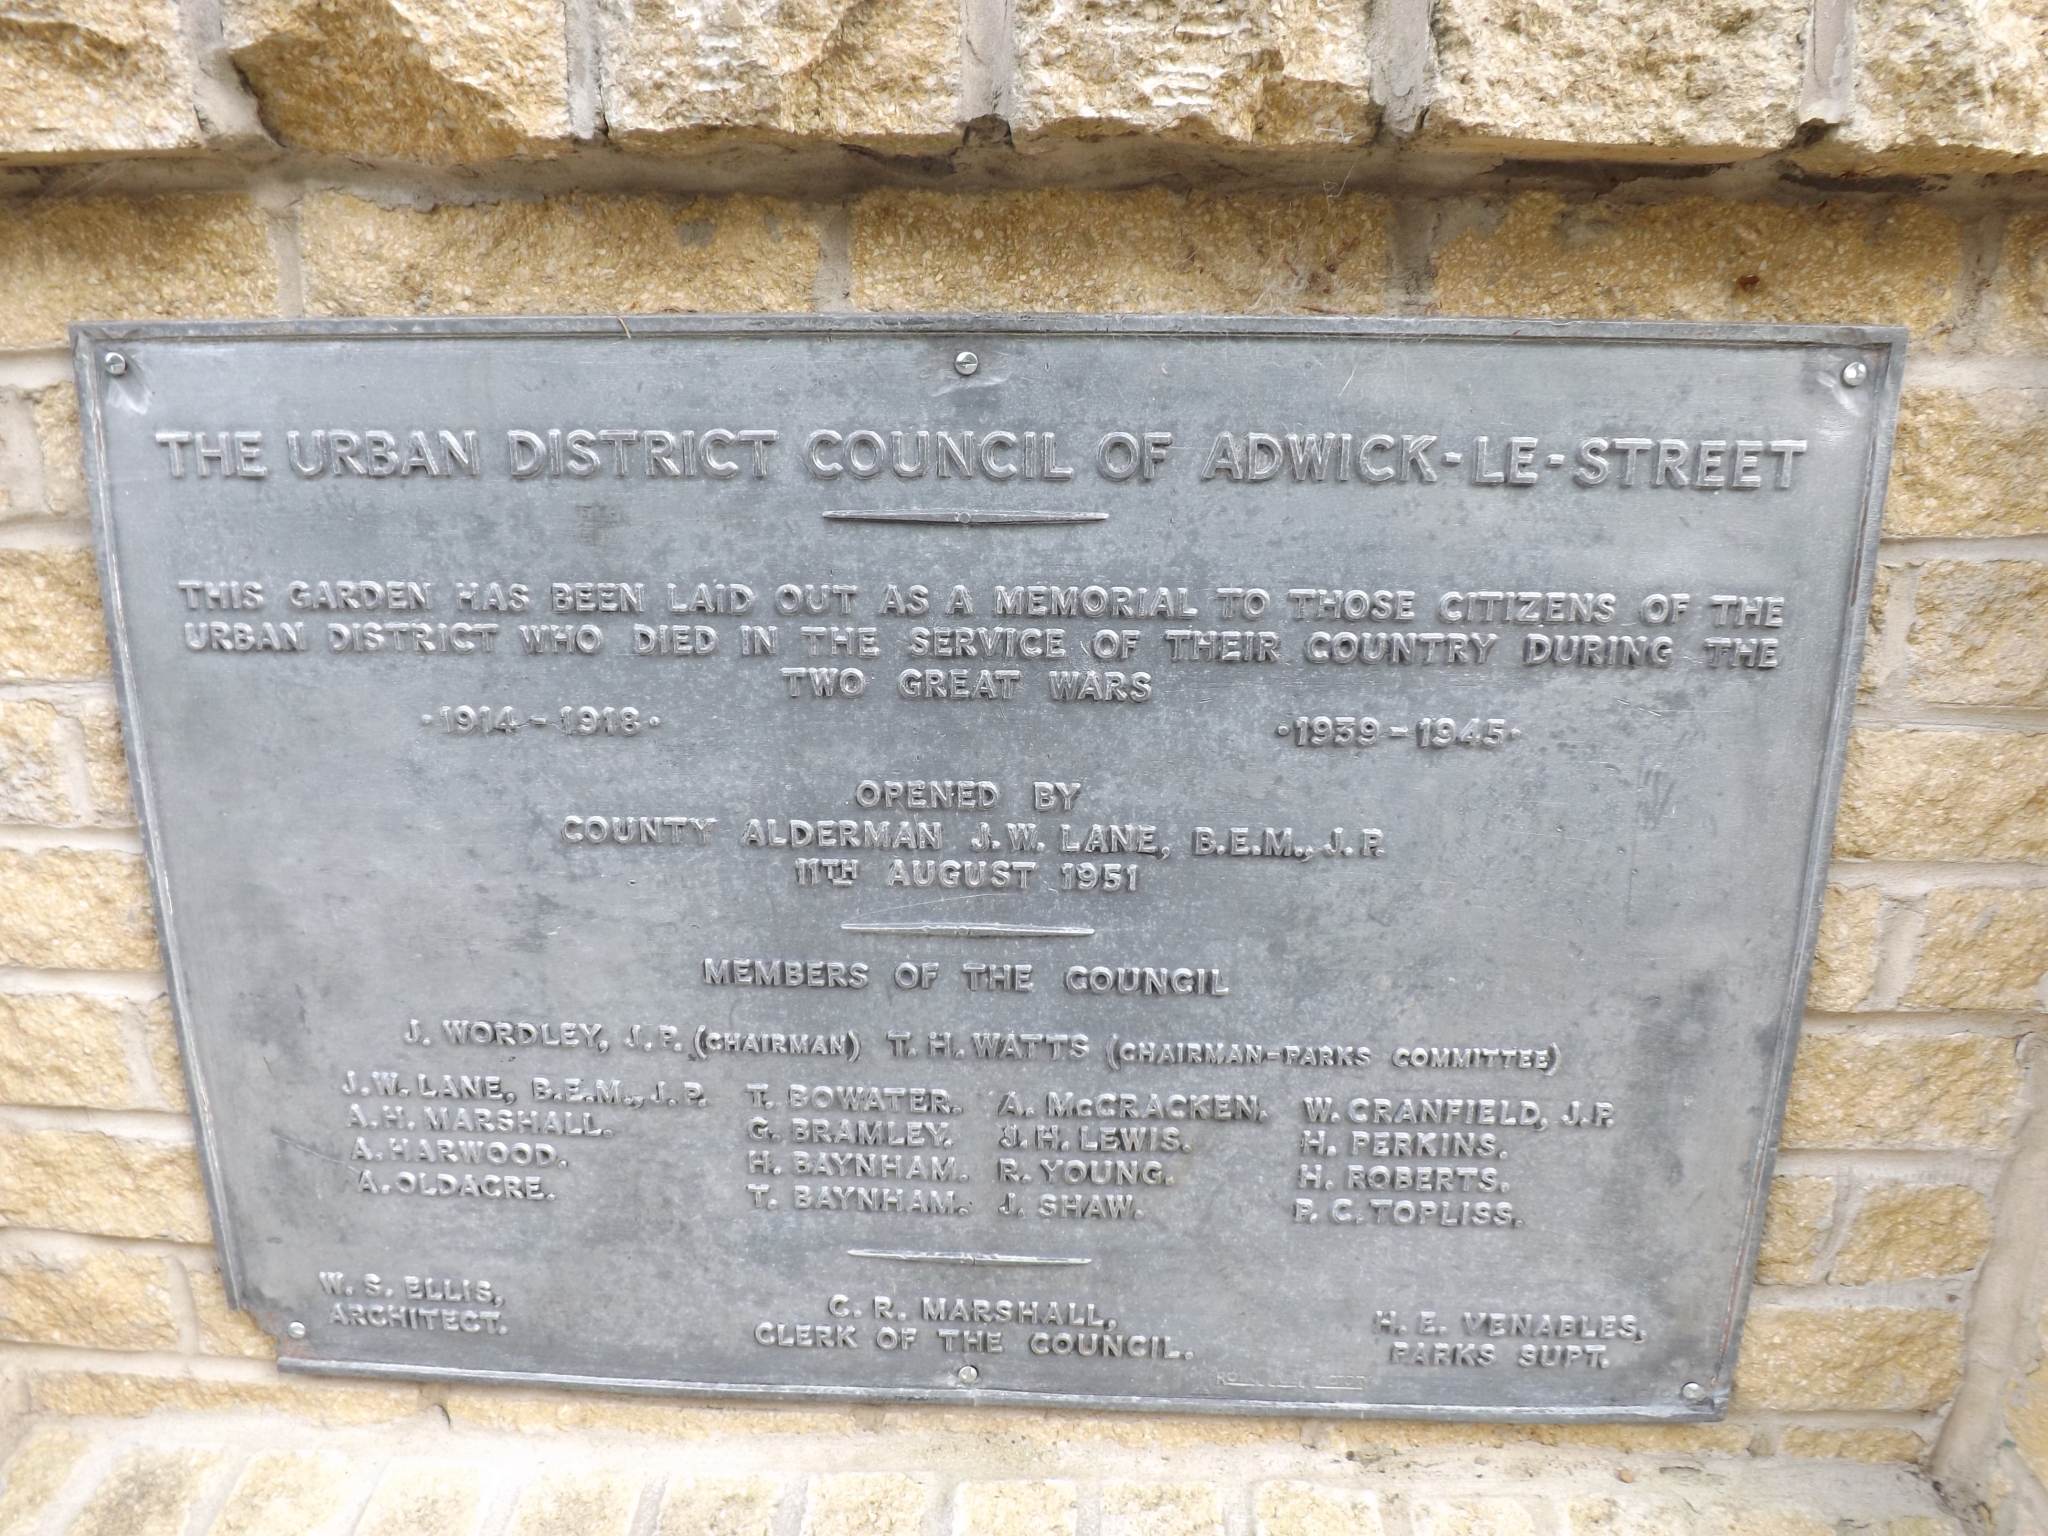 THE URBAN DISTRICT COUNCIL OF ADWICK-LE-STREET
THIS GARDEN HAS BEEN LAID OUT AS A MEMORIAL TO THOSE CITIZENS OF THE
URBAN DISTRICT WHO DIED IN THE SERVICE OF THEIR COUNTRY DURING THE
TWO GREAT WARS
·1914-1918· ·1939-1945·
OPENED BY
COUNTY ALDERMAN J.W. LANE, B.E.M., J.P.
11TH AUGUST 1951
MEMBERS OF THE COUNCIL
J. WORDLEY, J.P. (CHAIRMAN) T.H. WATTS (CHAIRMAN-PARKS COMMITTEE)
J.W. LANE, B.E.M., J.P. T. BOWATER. A. McCRACKEN. W. CRANFIELD, J.P.
A.H. MARSHALL. G. BRAMLEY. J.H. LEWIS. H. PERKINS.
A. HARWOOD. H. BAYNHAM. R. YOUNG. H. ROBERTS.
A. OLDACRE. T. BAYNHAM. J. SHAW. P.C. TOPLISS.
W. S. ELLIS, C. R. MARSHALL, H. E. VENABLES,
ARCHITECT. CLERK OF THE COUNCIL. PARKS SUPT.